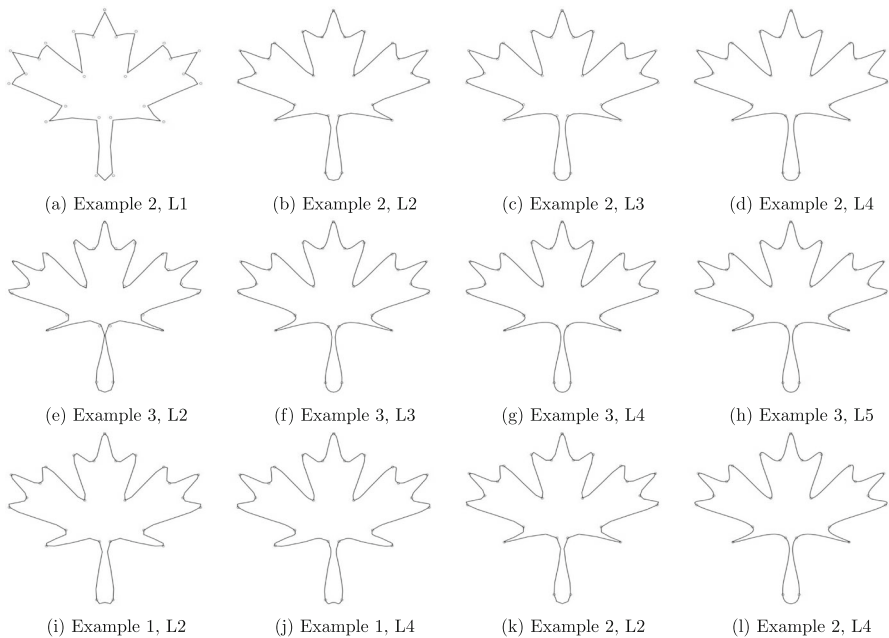 (a) Example 2, L1
(b) Example 2, L2
(c) Example 2, L3
(d) Example 2, L4
(e) Example 3, L2
(f) Example 3, L3
(g) Example 3, L4
(h) Example 3, L5
(i) Example 1, L2
(j) Example 1, L4
(k) Example 2, L2
(l) Example 2, L4